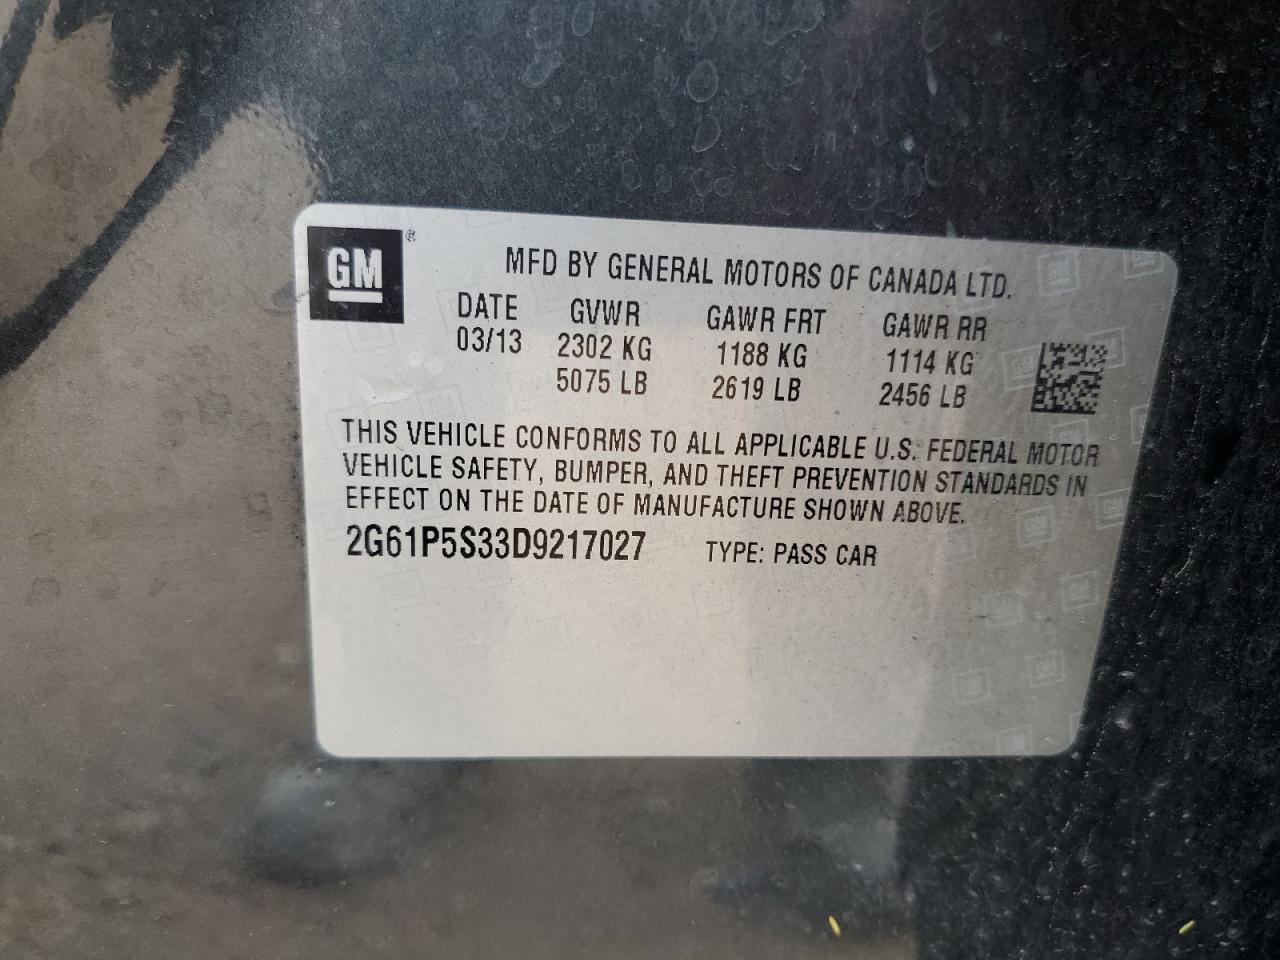 GM ®
MFD BY GENERAL MOTORS OF CANADA LTD.
DATE GVWR GAWR FRT GAWR RR
03/13 2302 KG 1188 KG 1114 KG
5075 LB 2619 LB 2456 LB
THIS VEHICLE CONFORMS TO ALL APPLICABLE U.S. FEDERAL MOTOR
VEHICLE SAFETY, BUMPER, AND THEFT PREVENTION STANDARDS IN
EFFECT ON THE DATE OF MANUFACTURE SHOWN ABOVE.
2G61P5S33D9217027 TYPE: PASS CAR